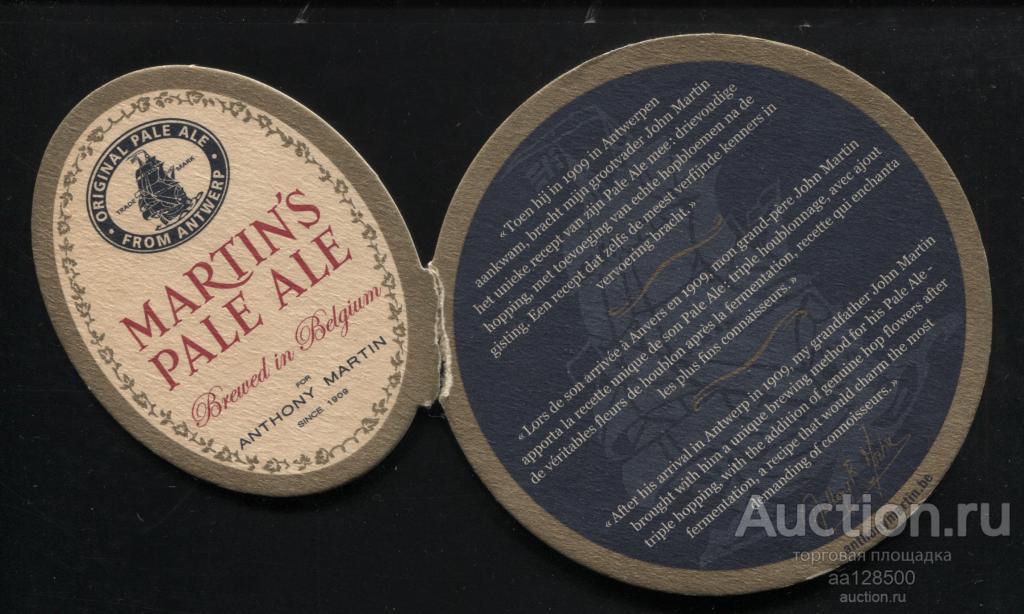 ORIGINAL PALE ALE
TRADE MARK
FROM ANTWERP
MARTIN'S
PALE ALE
Brewed in Belgium
FOR
ANTHONY MARTIN
SINCE 1909
«Toen hij in 1909 in Antwerpen
aankwam, bracht mijn grootvader John Martin
het unieke recept van zijn Pale Ale mee: drievoudige
hopping, met toevoeging van echte hopbloemen na de
gisting. Een recept dat zelfs de meest verfijnde kenners in
vervoering bracht.»
«Lors de son arrivée à Anvers en 1909, mon grand-père John Martin
apporta la recette unique de son Pale Ale - triple houblonnage, avec ajout
de véritables fleurs de houblon après la fermentation, recette qui enchanta
les plus fins connaisseurs.»
«After his arrival in Antwerp in 1909, my grandfather John Martin
brought with him a unique brewing method for his Pale Ale -
triple hopping, with the addition of genuine hop flowers after
fermentation, a recipe that would charm the most
demanding of connoisseurs.»
Auction.ru
торговая площадка
aa128500
auction.ru